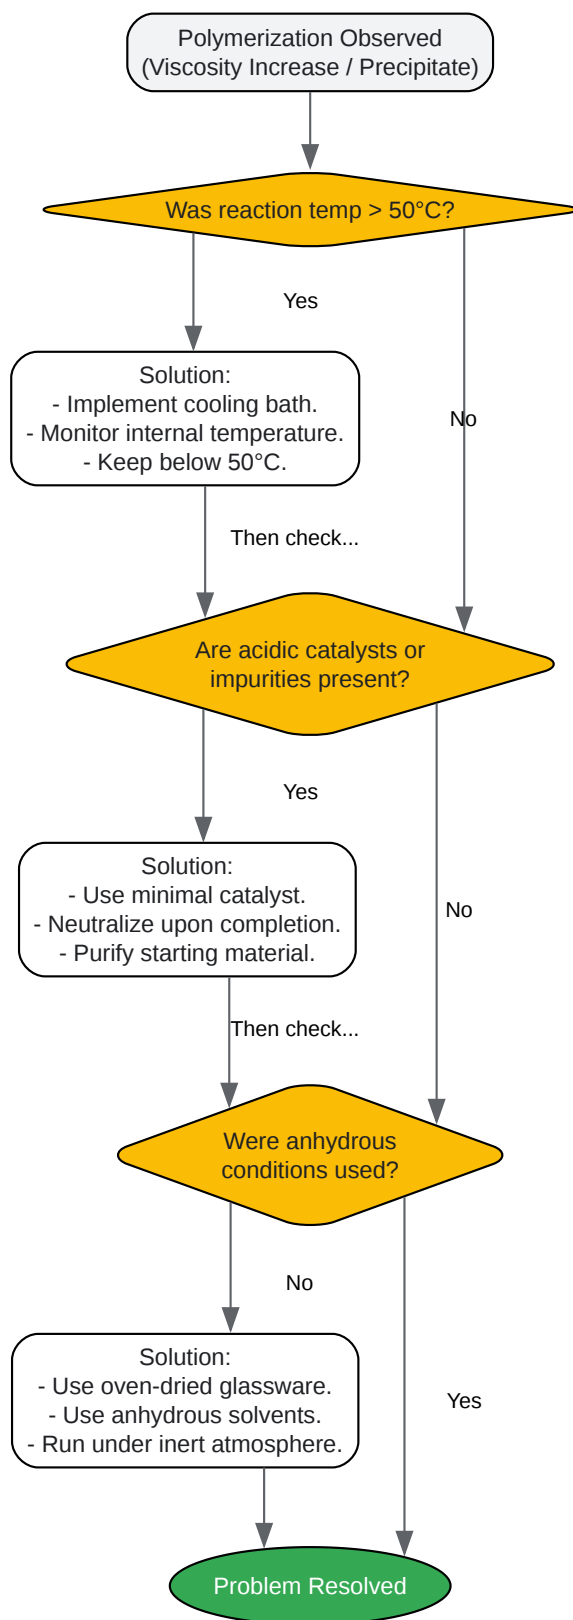 Polymerization Observed
(Viscosity Increase / Precipitate)
Was reaction temp > 50°C?
Yes
Solution:
- Implement cooling bath.
- Monitor internal temperature.
- Keep below 50°C.
No
Then check...
Are acidic catalysts or
impurities present?
Yes
Solution:
- Use minimal catalyst.
- Neutralize upon completion.
- Purify starting material.
No
Then check...
Were anhydrous
conditions used?
No
Solution:
- Use oven-dried glassware.
- Use anhydrous solvents.
- Run under inert atmosphere.
Yes
Problem Resolved